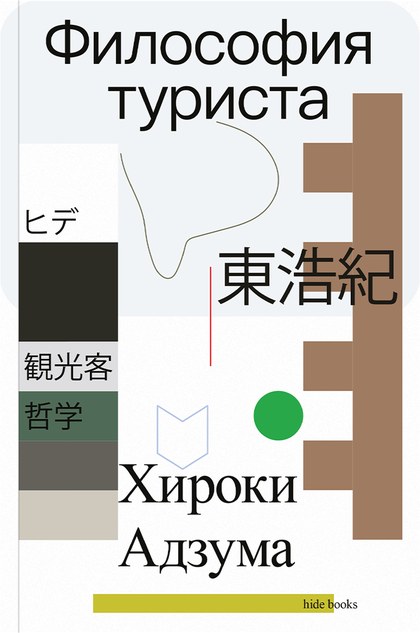 Философия
туриста
ヒデ
東浩紀
観光客
哲学
Хироки
Адзума
hide books